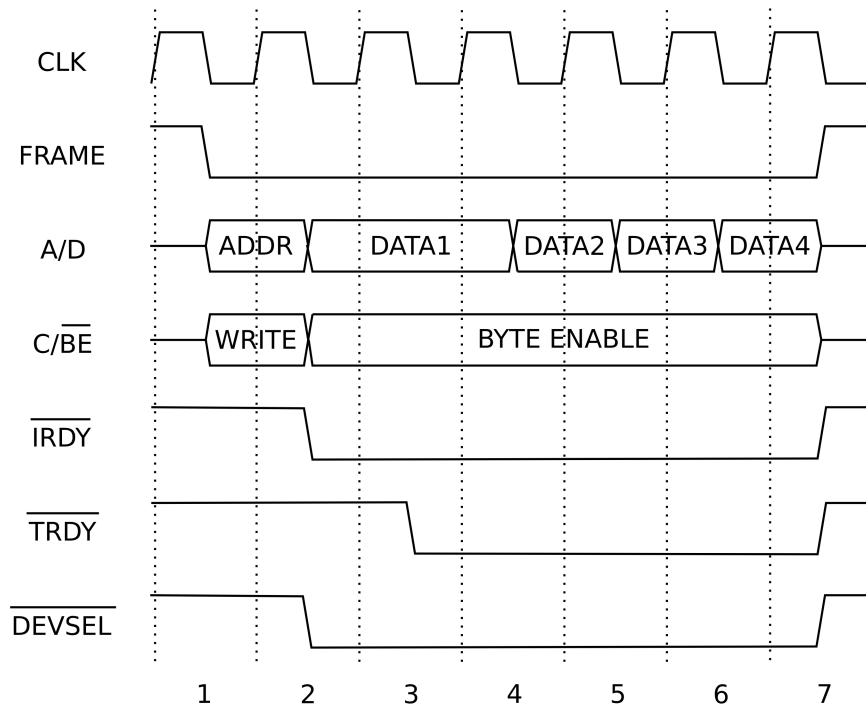 CLK
FRAME
A/D
ADDR DATA1 DATA2 DATA3 DATA4
C/BE
WRITE BYTE ENABLE
IRDY
TRDY
DEVSEL
1 2 3 4 5 6 7